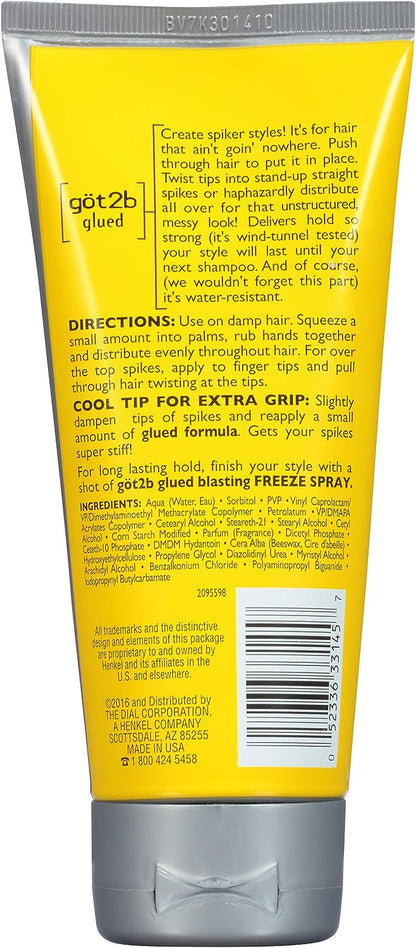 BV7K301410
göt2b
glued
Create spiker styles! It's for hair
that ain't goin' nowhere. Push
through hair to put it in place.
Twist tips into stand-up straight
spikes or haphazardly distribute
all over for that unstructured,
messy look! Delivers hold so
strong (it's wind-tunnel tested)
your style will last until your
next shampoo. And of course,
(we wouldn't forget this part)
it's water-resistant.
DIRECTIONS: Use on damp hair. Squeeze a
small amount into palms, rub hands together
and distribute evenly throughout hair. For over
the top spikes, apply to finger tips and pull
through hair twisting at the tips.
COOL TIP FOR EXTRA GRIP: Slightly
dampen tips of spikes and reapply a small
amount of glued formula. Gets your spikes
super stiff!
For long lasting hold, finish your style with a
shot of göt2b glued blasting FREEZE SPRAY.
INGREDIENTS: Aqua (Water, Eau) • Sorbitol • PVP • Vinyl Caprolactam/
VP/Dimethylaminoethyl Methacrylate Copolymer • Petrolatum • VP/DMAPA
Acrylates Copolymer • Cetearyl Alcohol • Steareth-21 • Stearyl Alcohol • Cetyl
Alcohol • Corn Starch Modified • Parfum (Fragrance) • Dicetyl Phosphate •
Ceteth-10 Phosphate • DMDM Hydantoin • Cera Alba (Beeswax, Cire d'abeille) •
Hydroxyethylcellulose • Propylene Glycol • Diazolidinyl Urea • Myristyl Alcohol •
Arachidyl Alcohol • Benzalkonium Chloride • Polyaminopropyl Biguanide •
Iodopropynyl Butylcarbamate
2095598
All trademarks and the distinctive
design and elements of this package
are proprietary to and owned by
Henkel and its affiliates in the
U.S. and elsewhere.
©2016 and Distributed by
THE DIAL CORPORATION,
A HENKEL COMPANY
SCOTTSDALE, AZ 85255
MADE IN USA
☎1 800 424 5458
0 52336 33145 7